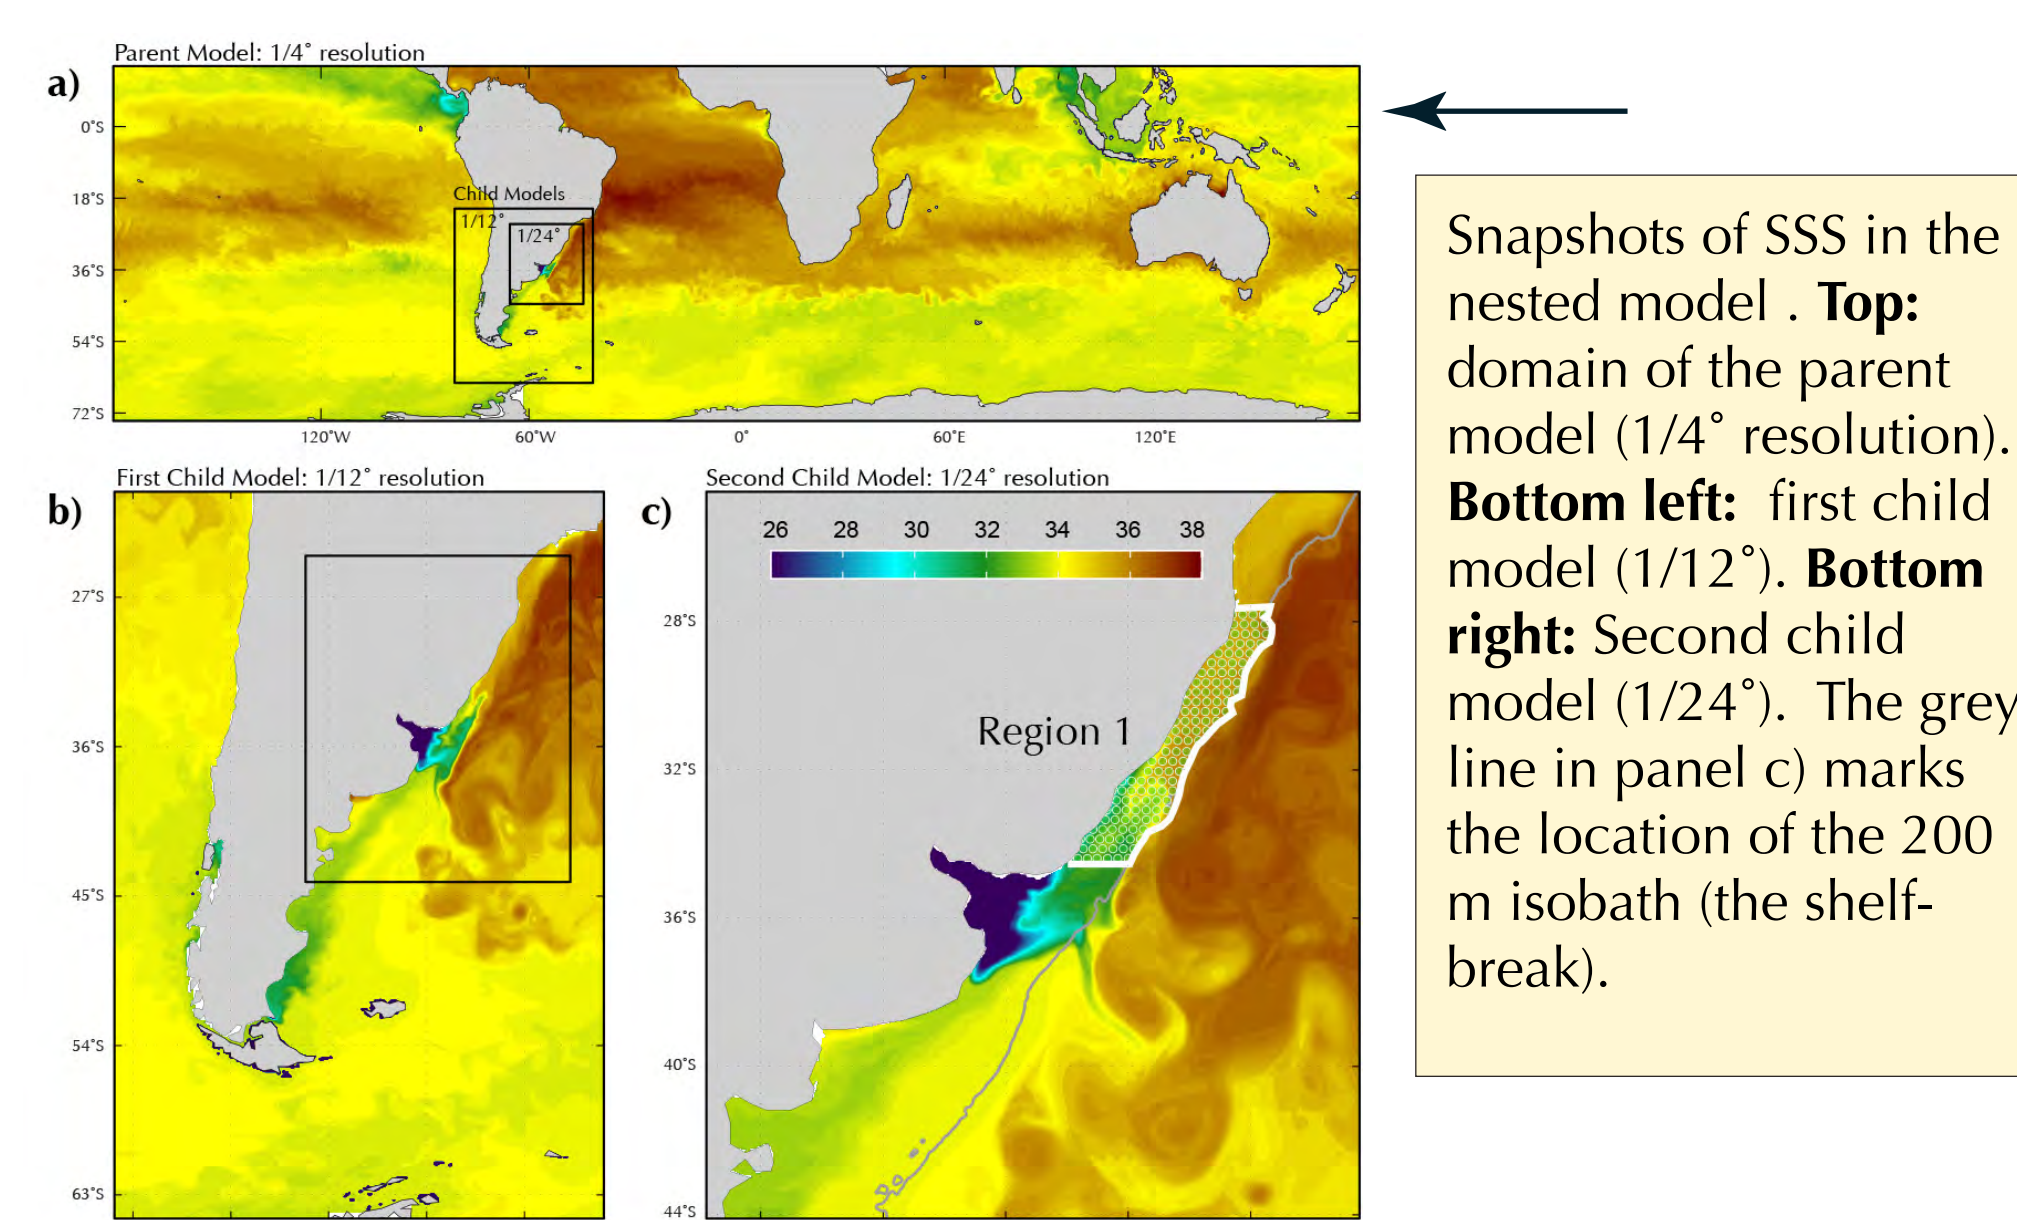 Parent Model: 1/4° resolution
a)
Child Models
1/12°
1/24°
0°S
18°S
36°S
54°S
72°S
120°W
60°W
0°
60°E
120°E
Snapshots of SSS in the
nested model . Top:
domain of the parent
model (1/4° resolution).
Bottom left: first child
model (1/12°). Bottom
right: Second child
model (1/24°). The grey
line in panel c) marks
the location of the 200
m isobath (the shelf-
break).
First Child Model: 1/12° resolution
b)
27°S
36°S
45°S
54°S
63°S
Second Child Model: 1/24° resolution
c)
26 28 30 32 34 36 38
Region 1
28°S
32°S
36°S
40°S
44°S